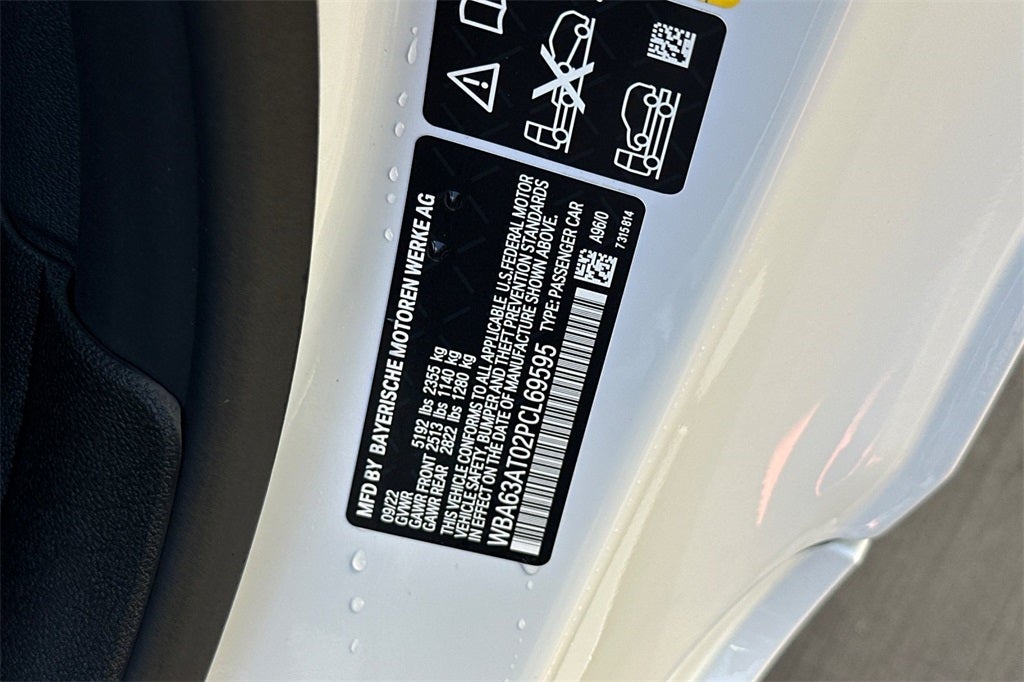 MFD BY BAYERISCHE MOTOREN WERKE AG
09/22
GVWR 5192 lbs 2355 kg
GAWR FRONT 2513 lbs 1140 kg
GAWR REAR 2822 lbs 1280 kg
THIS VEHICLE CONFORMS TO ALL APPLICABLE U.S.FEDERAL MOTOR
VEHICLE SAFETY, BUMPER AND THEFT PREVENTION STANDARDS
IN EFFECT ON THE DATE OF MANUFACTURE SHOWN ABOVE.
WBA63AT02PCL69595 TYPE: PASSENGER CAR
A96/0
7 315 814